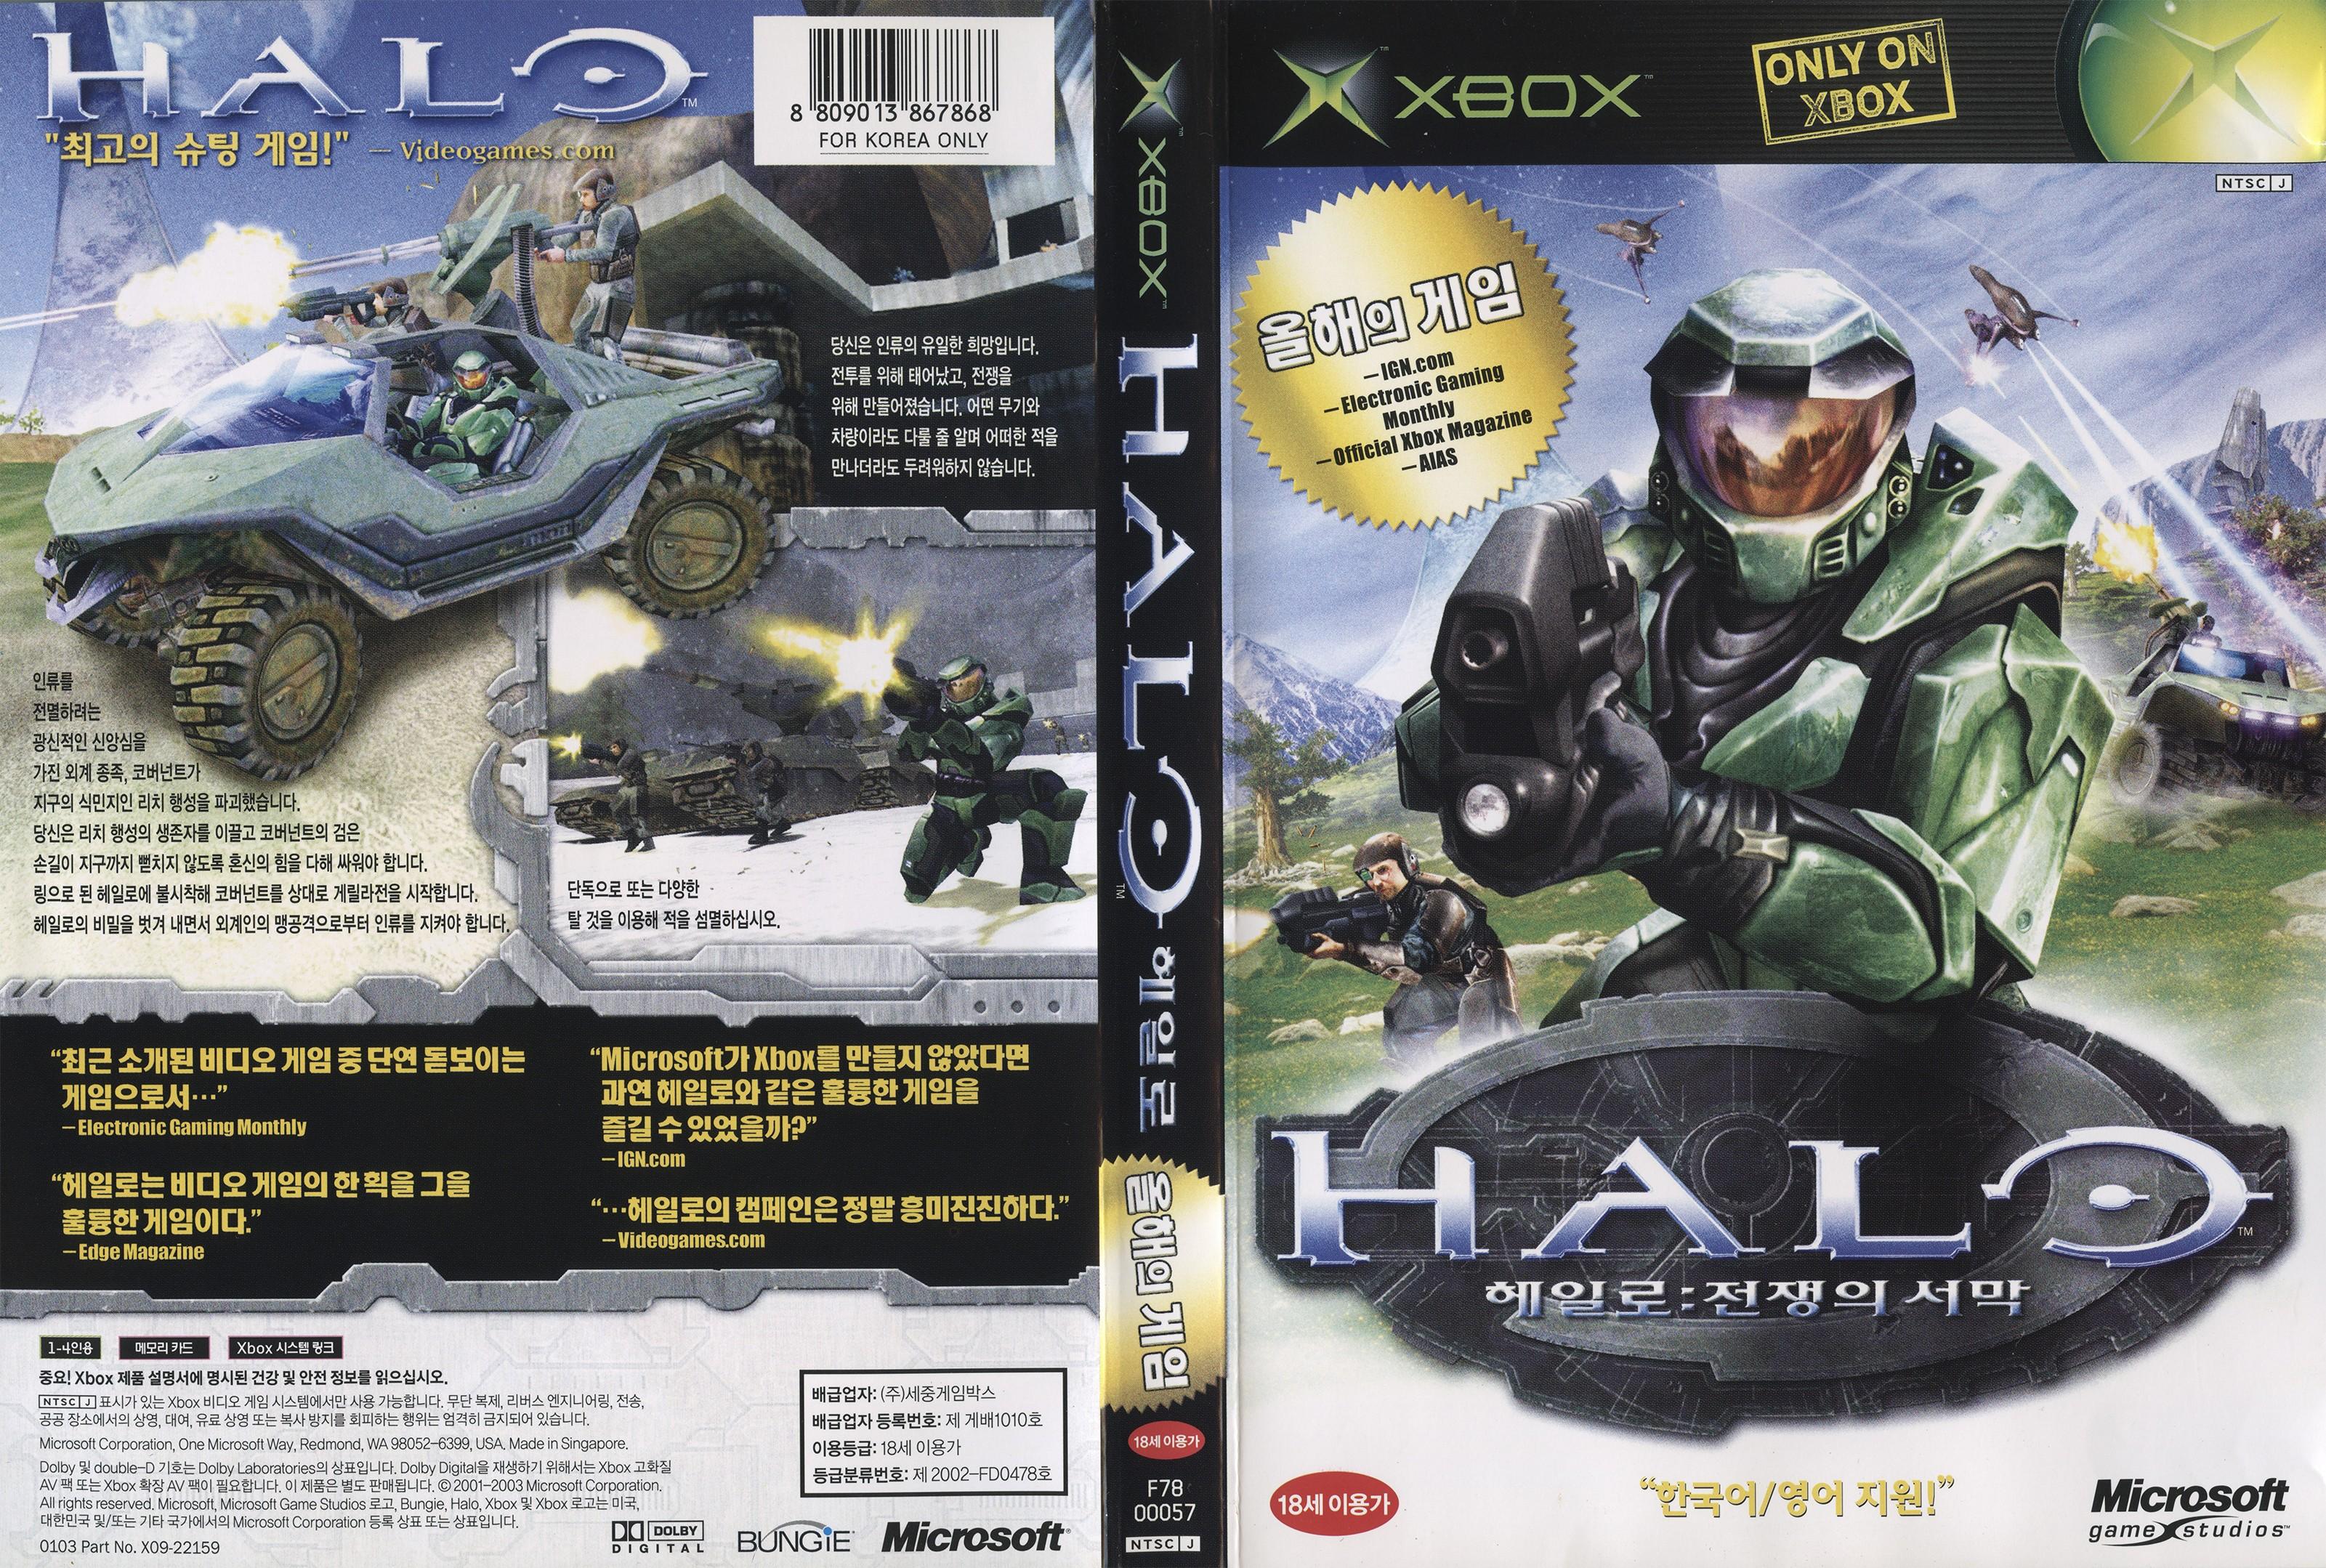 HALO™
"최고의 슈팅 게임!" — Videogames.com
8 809013 867868
FOR KOREA ONLY
당신은 인류의 유일한 희망입니다.
전투를 위해 태어났고, 전쟁을
위해 만들어졌습니다. 어떤 무기와
차량이라도 다룰 줄 알며 어떠한 적을
만나더라도 두려워하지 않습니다.
인류를
전멸하려는
광신적인 신앙심을
가진 외계 종족, 코버넌트가
지구의 식민지인 리치 행성을 파괴했습니다.
당신은 리치 행성의 생존자를 이끌고 코버넌트의 검은
손길이 지구까지 뻗치지 않도록 혼신의 힘을 다해 싸워야 합니다.
링으로 된 헤일로에 불시착해 코버넌트를 상대로 게릴라전을 시작합니다.
헤일로의 비밀을 벗겨 내면서 외계인의 맹공격으로부터 인류를 지켜야 합니다.
단독으로 또는 다양한
탈 것을 이용해 적을 섬멸하십시오.
“최근 소개된 비디오 게임 중 단연 돋보이는
게임으로서…”
—Electronic Gaming Monthly
“헤일로는 비디오 게임의 한 획을 그을
훌륭한 게임이다.”
—Edge Magazine
“Microsoft가 Xbox를 만들지 않았다면
과연 헤일로와 같은 훌륭한 게임을
즐길 수 있었을까?”
—IGN.com
“…헤일로의 캠페인은 정말 흥미진진하다.”
—Videogames.com
1-4인용
메모리 카드
Xbox 시스템 링크
중요! Xbox 제품 설명서에 명시된 건강 및 안전 정보를 읽으십시오.
NTSC J 표시가 있는 Xbox 비디오 게임 시스템에서만 사용 가능합니다. 무단 복제, 리버스 엔지니어링, 전송,
공공 장소에서의 상영, 대여, 유료 상영 또는 복사 방지를 회피하는 행위는 엄격히 금지되어 있습니다.
Microsoft Corporation, One Microsoft Way, Redmond, WA 98052-6399, USA. Made in Singapore.
Dolby 및 double-D 기호는 Dolby Laboratories의 상표입니다. Dolby Digital을 재생하기 위해서는 Xbox 고화질
AV 팩 또는 Xbox 확장 AV 팩이 필요합니다. 이 제품은 별도 판매됩니다. © 2001-2003 Microsoft Corporation.
All rights reserved. Microsoft, Microsoft Game Studios 로고, Bungie, Halo, Xbox 및 Xbox 로고는 미국,
대한민국 및/또는 기타 국가에서의 Microsoft Corporation 등록 상표 또는 상표입니다.
0103 Part No. X09-22159
DOLBY
DIGITAL
BUNGiE
Microsoft®
배급업자: (주)세중게임박스
배급업자 등록번호: 제 게배1010호
이용등급: 18세 이용가
등급분류번호: 제 2002-FD0478호
XBOX™
HALO™
헤일로
올해의 게임
18세 이용가
F78
00057
NTSC J
XBOX™
ONLY ON
XBOX
NTSC J
올해의 게임
—IGN.com
—Electronic Gaming
Monthly
—Official Xbox Magazine
—AIAS
HALO™
헤일로:전쟁의 서막
18세 이용가
“한국어/영어 지원!”
Microsoft
game studios™